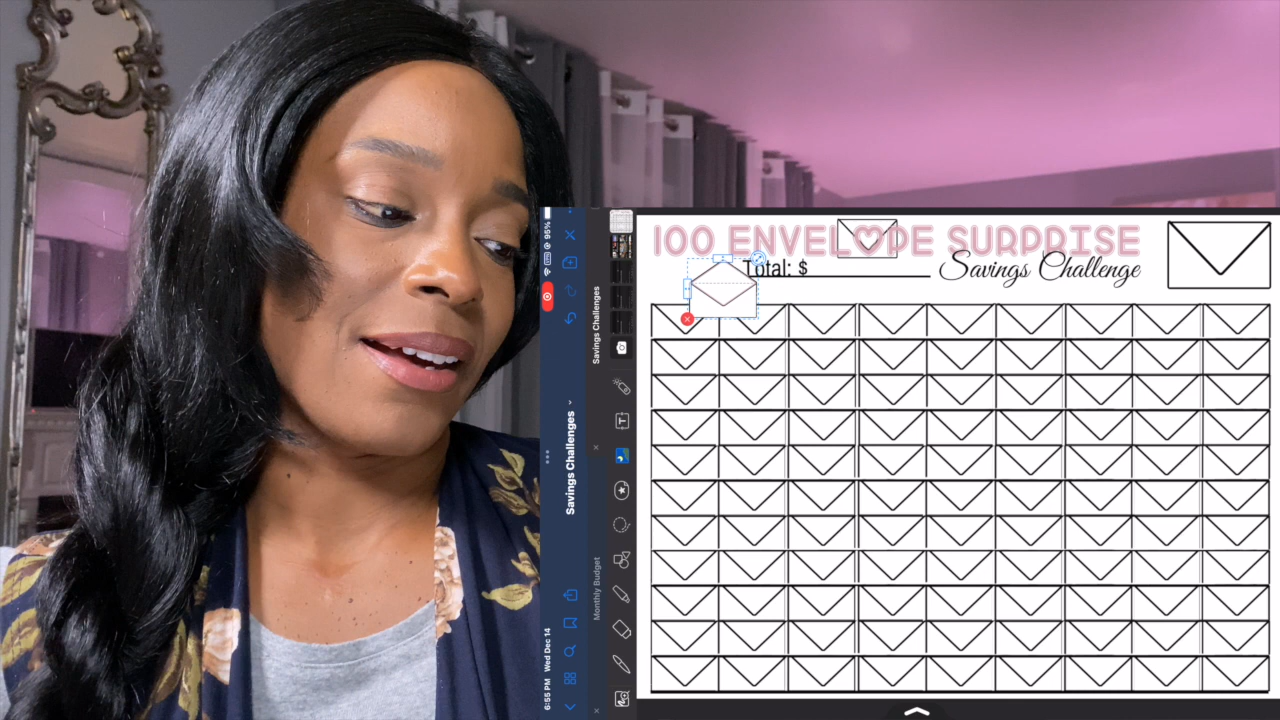 100 ENVELOPE SURPRISE
Total: $
Savings Challenge
6:55 PM Wed Dec 14
95%
Savings Challenges
Monthly Budget
Savings Challenges